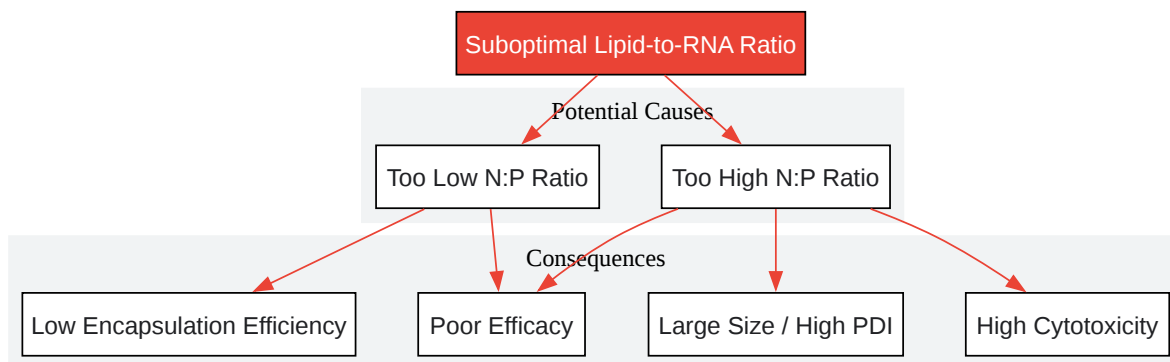 Suboptimal Lipid-to-RNA Ratio
Potential Causes
Too Low N:P Ratio
Too High N:P Ratio
Consequences
Low Encapsulation Efficiency
Poor Efficacy
Large Size / High PDI
High Cytotoxicity